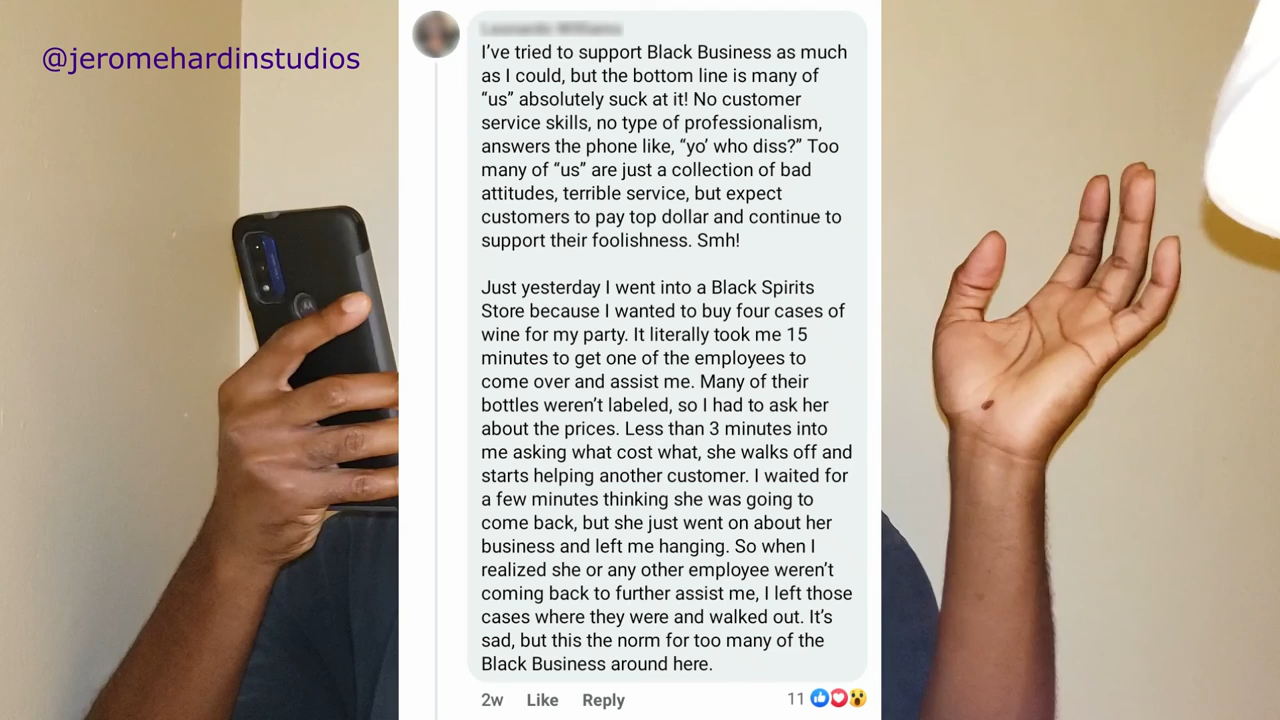 @jeromehardinstudios
I've tried to support Black Business as much
as I could, but the bottom line is many of
“us” absolutely suck at it! No customer
service skills, no type of professionalism,
answers the phone like, “yo’ who diss?” Too
many of “us” are just a collection of bad
attitudes, terrible service, but expect
customers to pay top dollar and continue to
support their foolishness. Smh!
Just yesterday I went into a Black Spirits
Store because I wanted to buy four cases of
wine for my party. It literally took me 15
minutes to get one of the employees to
come over and assist me. Many of their
bottles weren’t labeled, so I had to ask her
about the prices. Less than 3 minutes into
me asking what cost what, she walks off and
starts helping another customer. I waited for
a few minutes thinking she was going to
come back, but she just went on about her
business and left me hanging. So when I
realized she or any other employee weren’t
coming back to further assist me, I left those
cases where they were and walked out. It’s
sad, but this the norm for too many of the
Black Business around here.
2w Like Reply 11